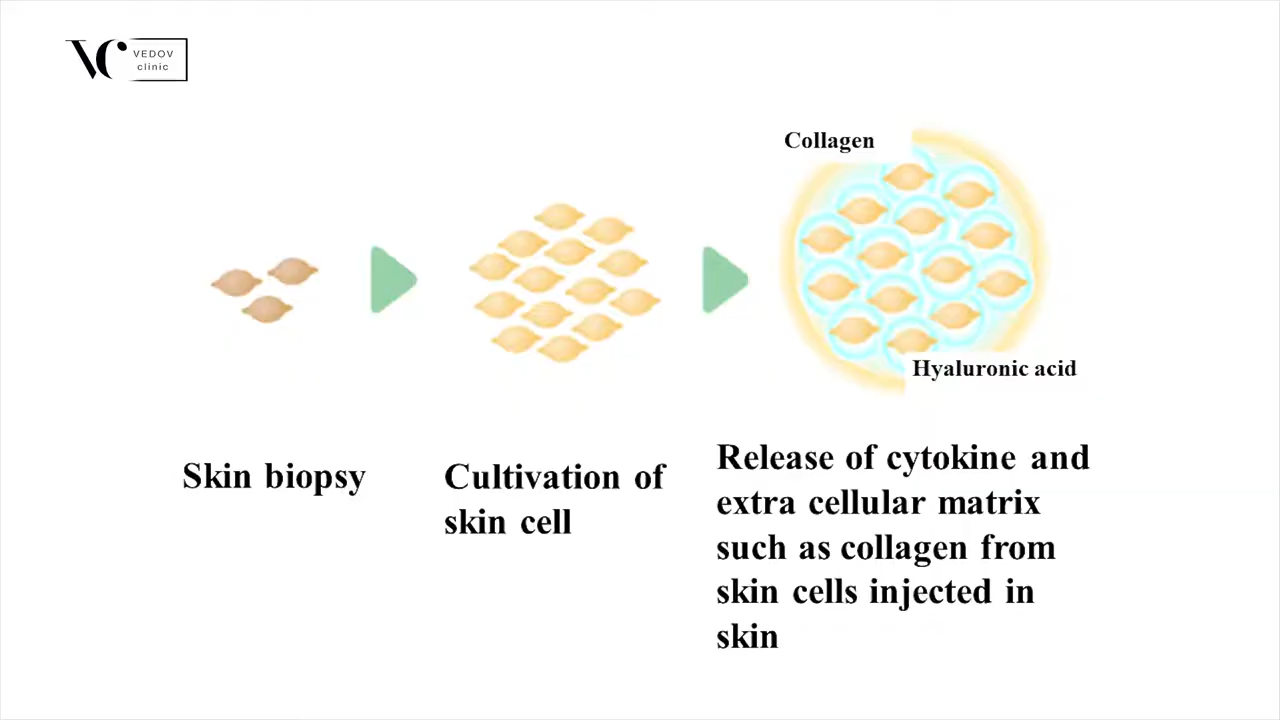 VC VEDOV
clinic
Collagen
Hyaluronic acid
Skin biopsy
Cultivation of
skin cell
Release of cytokine and
extra cellular matrix
such as collagen from
skin cells injected in
skin